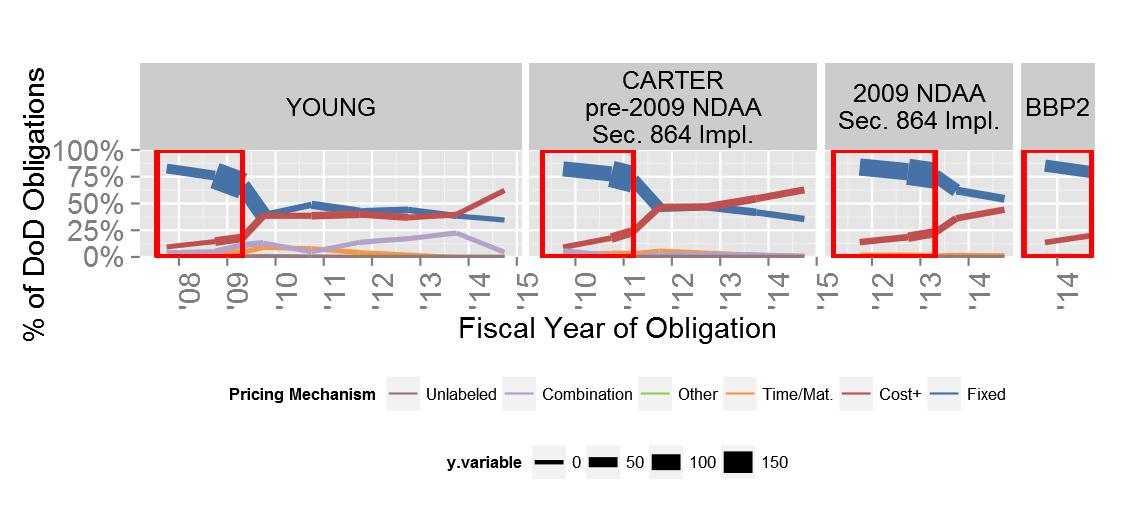 YOUNG
CARTER
pre-2009 NDAA
Sec. 864 Impl.
2009 NDAA
Sec. 864 Impl.
BBP2
% of DoD Obligations
100%
75%
50%
25%
0%
'08 '09 '10 '11 '12 '13 '14 '15 '10 '11 '12 '13 '14 '15 '12 '13 '14 '14
Fiscal Year of Obligation
Pricing Mechanism Unlabeled Combination Other Time/Mat. Cost+ Fixed
y.variable 0 50 100 150